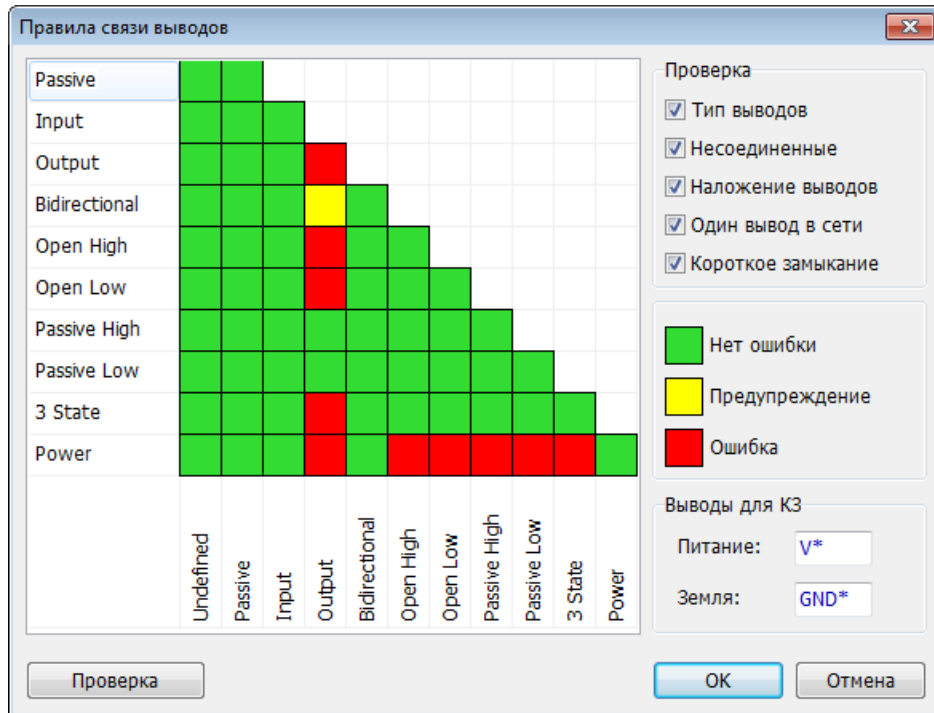 Правила связи выводов
Passive
Input
Output
Bidirectional
Open High
Open Low
Passive High
Passive Low
3 State
Power
Undefined
Passive
Input
Output
Bidirectional
Open High
Open Low
Passive High
Passive Low
3 State
Power
Проверка
Тип выводов
Несоединенные
Наложение выводов
Один вывод в сети
Короткое замыкание
Нет ошибки
Предупреждение
Ошибка
Выводы для КЗ
Питание: V*
Земля: GND*
Проверка
OK
Отмена